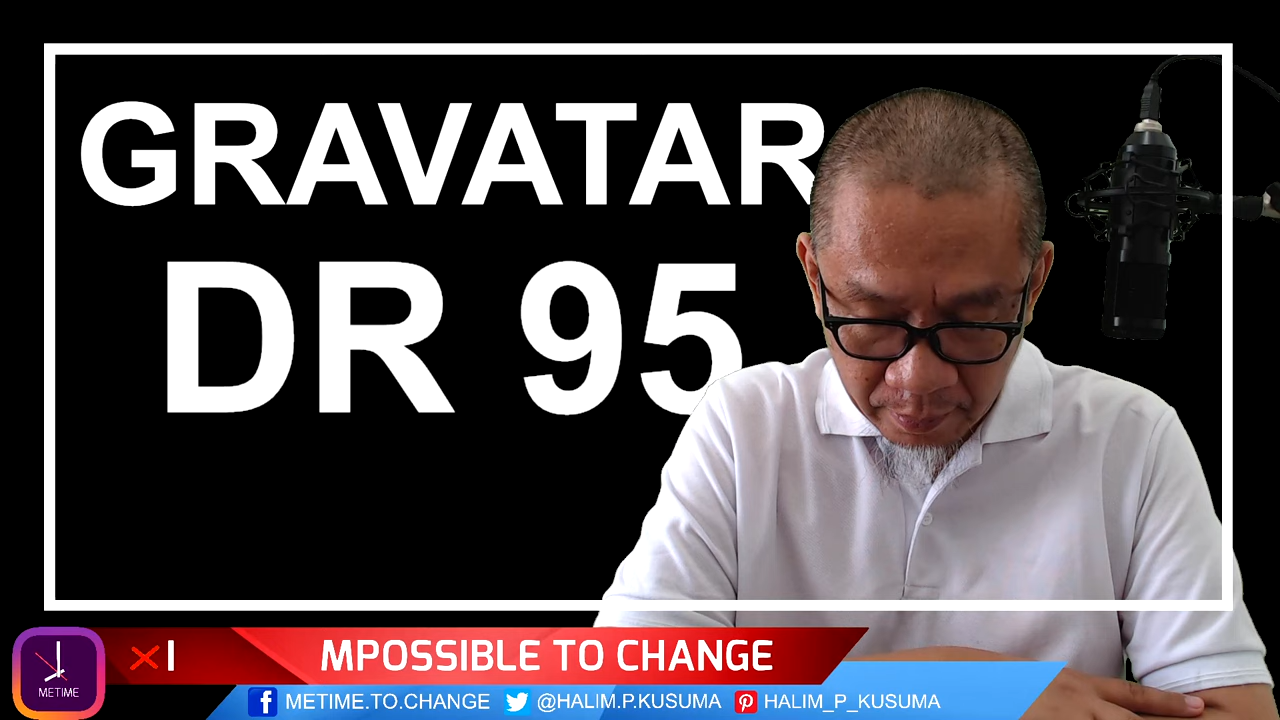 GRAVATAR
DR 95
METIME
I MPOSSIBLE TO CHANGE
METIME.TO.CHANGE @HALIM.P.KUSUMA HALIM_P_KUSUMA